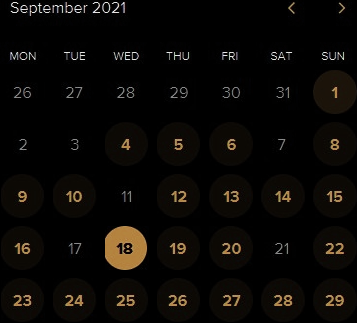 September 2021
MON TUE WED THU FRI SAT SUN
26 27 28 29 30 31 1
2 3 4 5 6 7 8
9 10 11 12 13 14 15
16 17 18 19 20 21 22
23 24 25 26 27 28 29